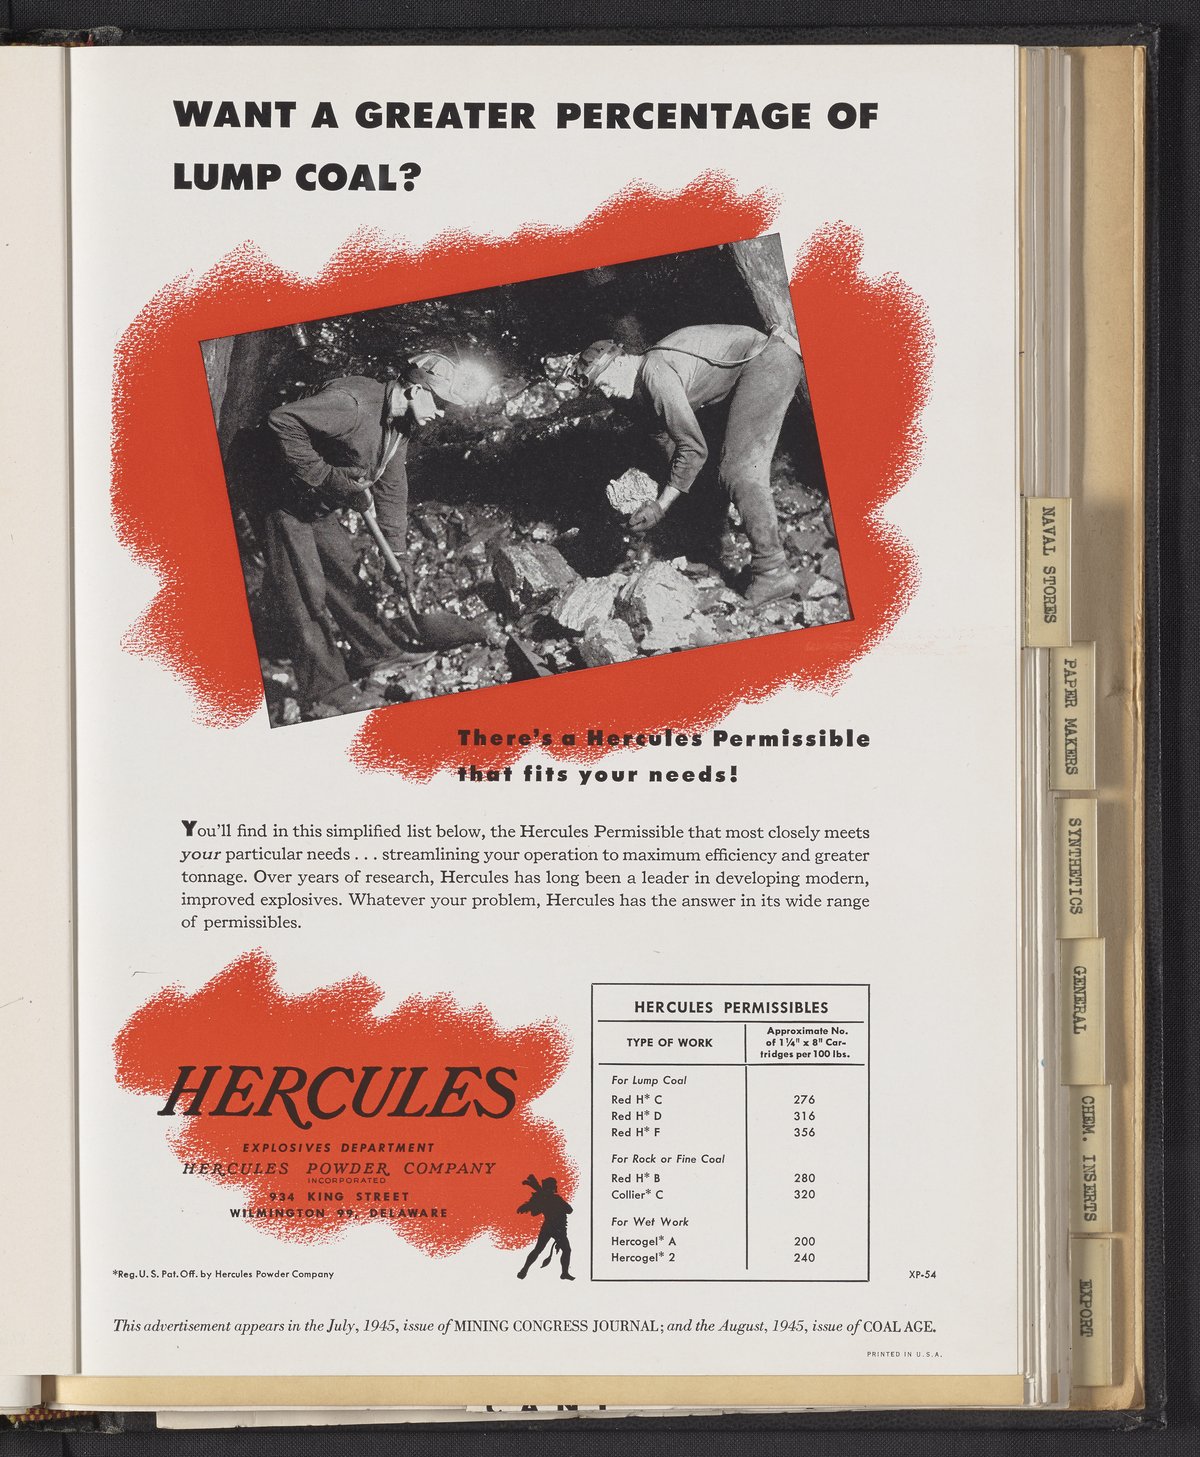 WANT A GREATER PERCENTAGE OF
LUMP COAL?
There's a Hercules Permissible
that fits your needs!
You'll find in this simplified list below, the Hercules Permissible that most closely meets
your particular needs . . . streamlining your operation to maximum efficiency and greater
tonnage. Over years of research, Hercules has long been a leader in developing modern,
improved explosives. Whatever your problem, Hercules has the answer in its wide range
of permissibles.
HERCULES
EXPLOSIVES DEPARTMENT
HERCULES POWDER COMPANY
INCORPORATED
934 KING STREET
WILMINGTON 99, DELAWARE
*Reg. U. S. Pat. Off. by Hercules Powder Company
HERCULES PERMISSIBLES
TYPE OF WORK
Approximate No.
of 1¼" x 8" Car-
tridges per 100 lbs.
For Lump Coal
Red H* C 276
Red H* D 316
Red H* F 356
For Rock or Fine Coal
Red H* B 280
Collier* C 320
For Wet Work
Hercogel* A 200
Hercogel* 2 240
XP-54
This advertisement appears in the July, 1945, issue of MINING CONGRESS JOURNAL; and the August, 1945, issue of COAL AGE.
PRINTED IN U.S.A.
NAVAL STORES
PAPER MAKERS
SYNTHETICS
GENERAL
CHEM. INSERTS
EXPORT